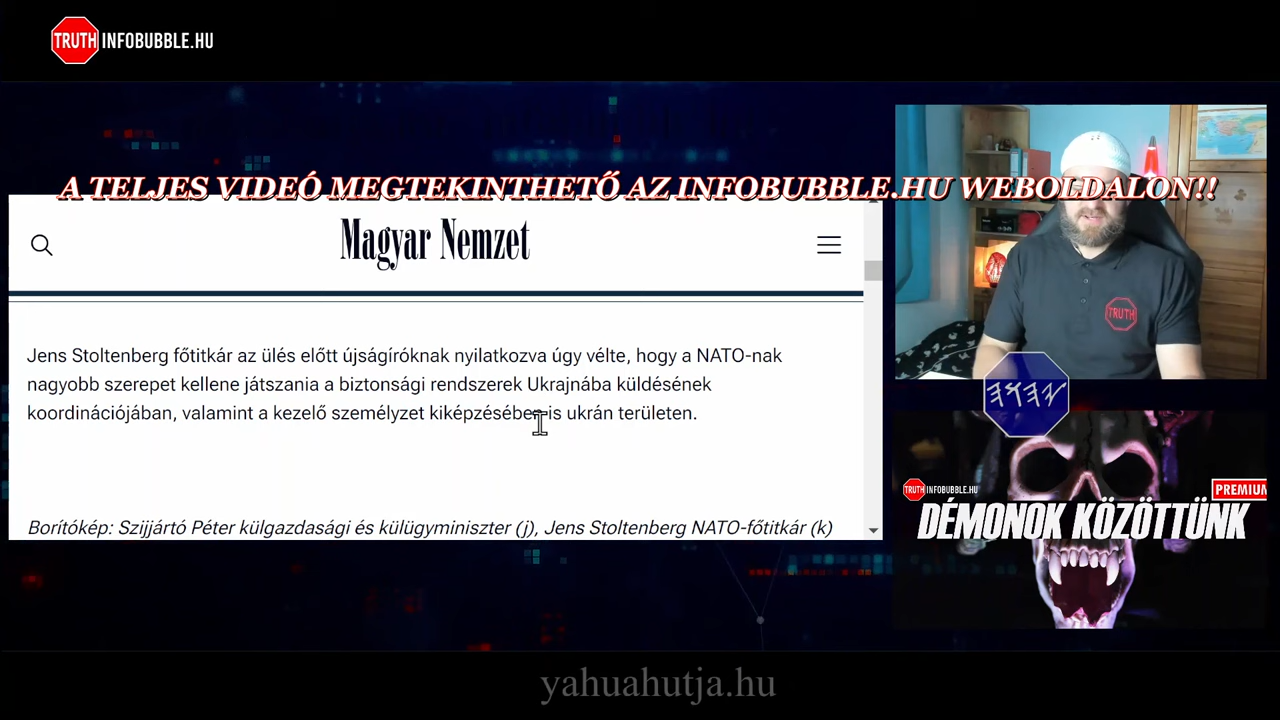 TRUTH INFOBUBBLE.HU
A TELJES VIDEÓ MEGTEKINTHETŐ AZ INFOBUBBLE.HU WEBOLDALON!!
Magyar Nemzet
Jens Stoltenberg főtitkár az ülés előtt újságíróknak nyilatkozva úgy vélte, hogy a NATO-nak
nagyobb szerepet kellene játszania a biztonsági rendszerek Ukrajnába küldésének
koordinációjában, valamint a kezelő személyzet kiképzésében is ukrán területen.
Borítókép: Szijjártó Péter külgazdasági és külügyminiszter (j), Jens Stoltenberg NATO-főtitkár (k)
TRUTH
𐤉𐤄𐤅𐤄
TRUTH INFOBUBBLE.HU
PREMIUM
DÉMONOK KÖZÖTTÜNK
yahuahutja.hu